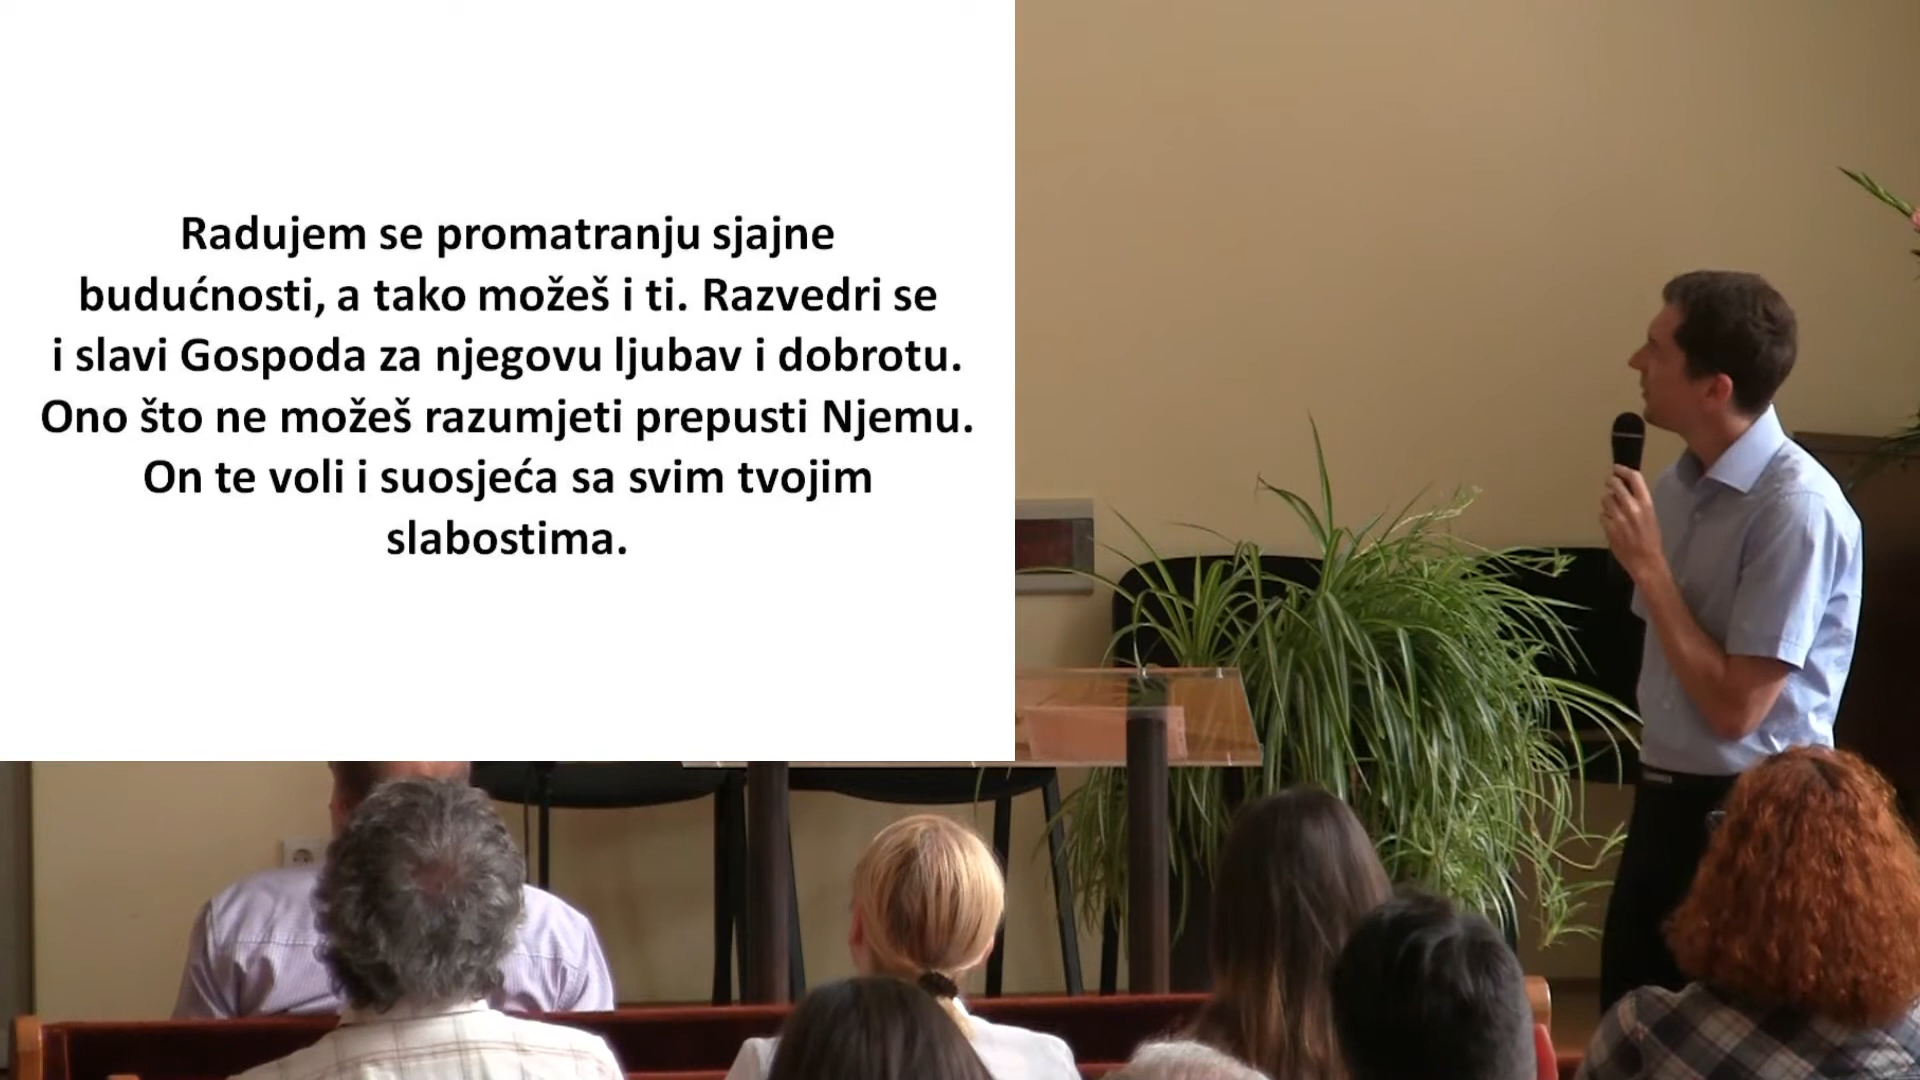 Radujem se promatranju sjajne
budućnosti, a tako možeš i ti. Razvedri se
i slavi Gospoda za njegovu ljubav i dobrotu.
Ono što ne možeš razumjeti prepusti Njemu.
On te voli i suosjeća sa svim tvojim
slabostima.